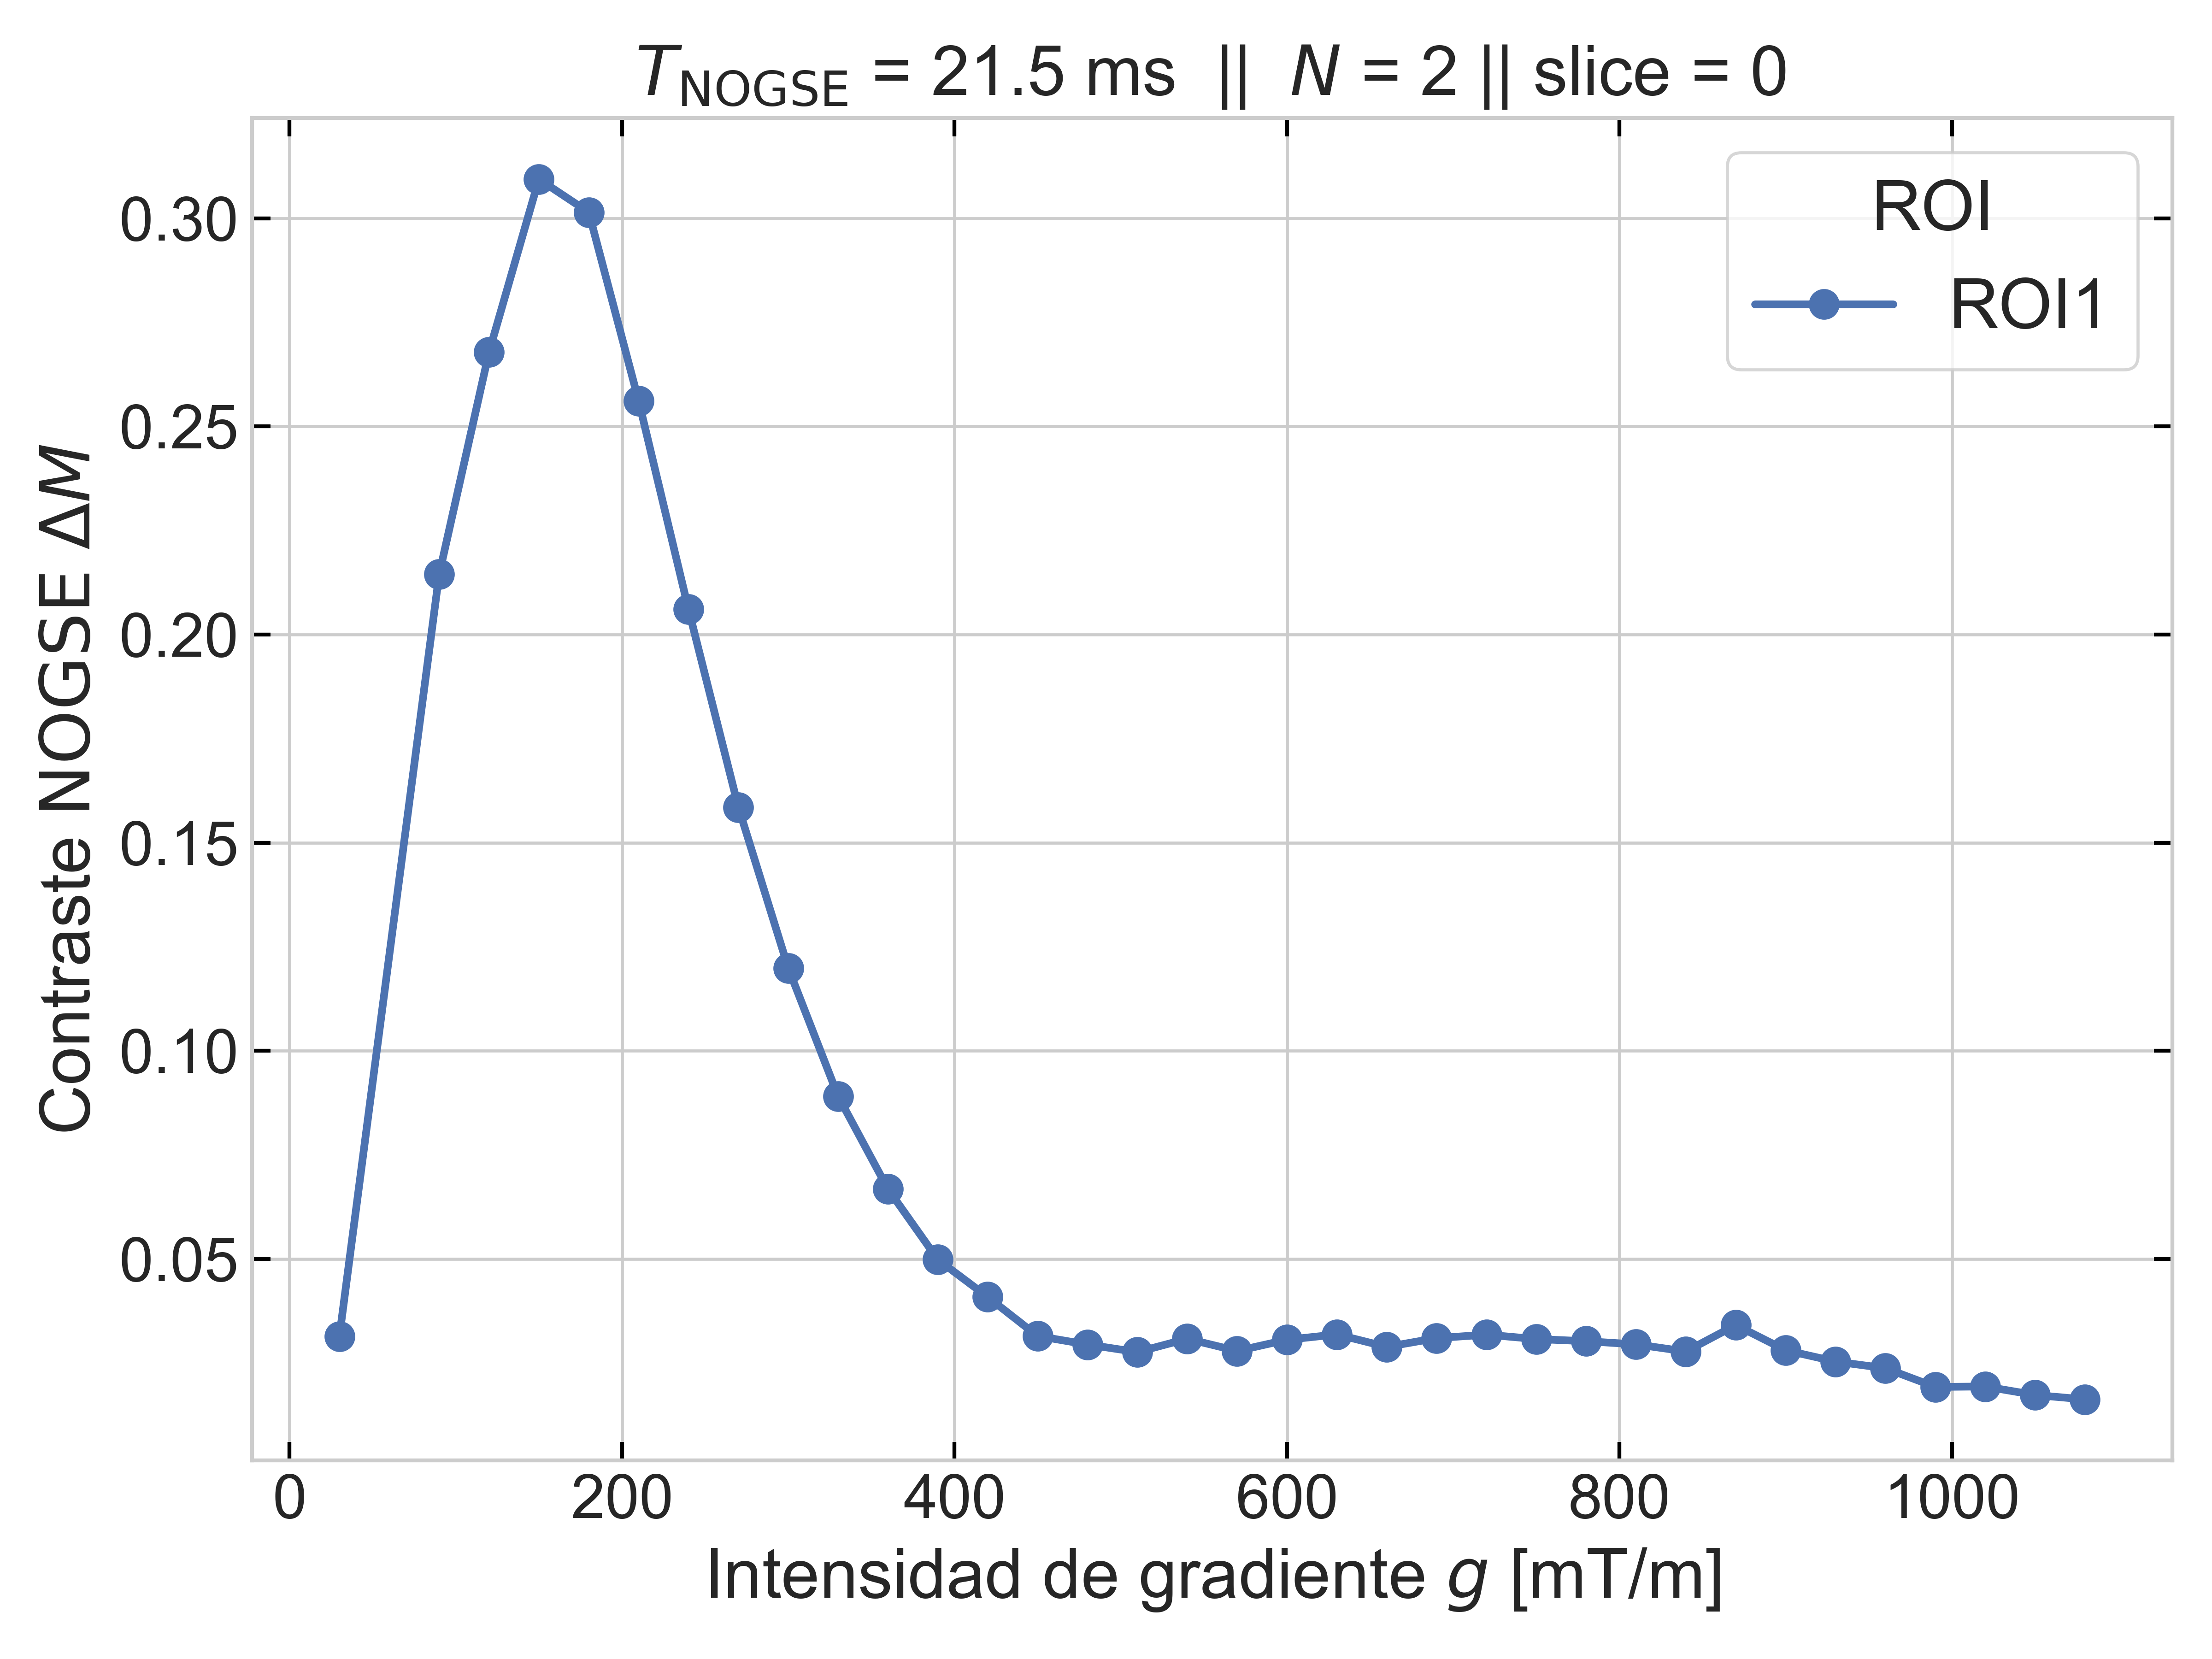 T_NOGSE = 21.5 ms || N = 2 || slice = 0
ROI
ROI1
Contraste NOGSE ΔM
0.30
0.25
0.20
0.15
0.10
0.05
0 200 400 600 800 1000
Intensidad de gradiente g [mT/m]